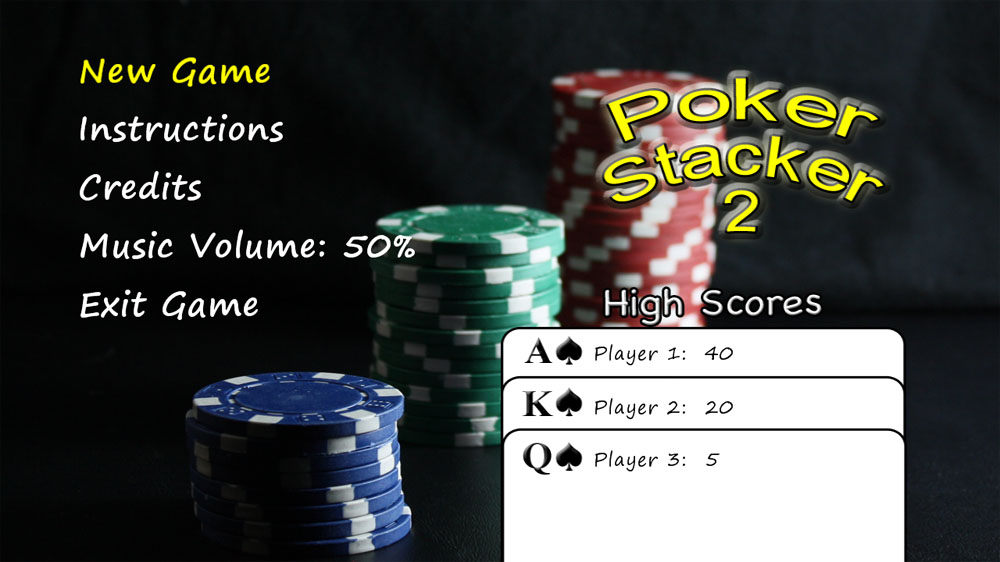 New Game
Instructions
Credits
Music Volume: 50%
Exit Game
Poker
Stacker
2
High Scores
A♠ Player 1: 40
K♠ Player 2: 20
Q♠ Player 3: 5